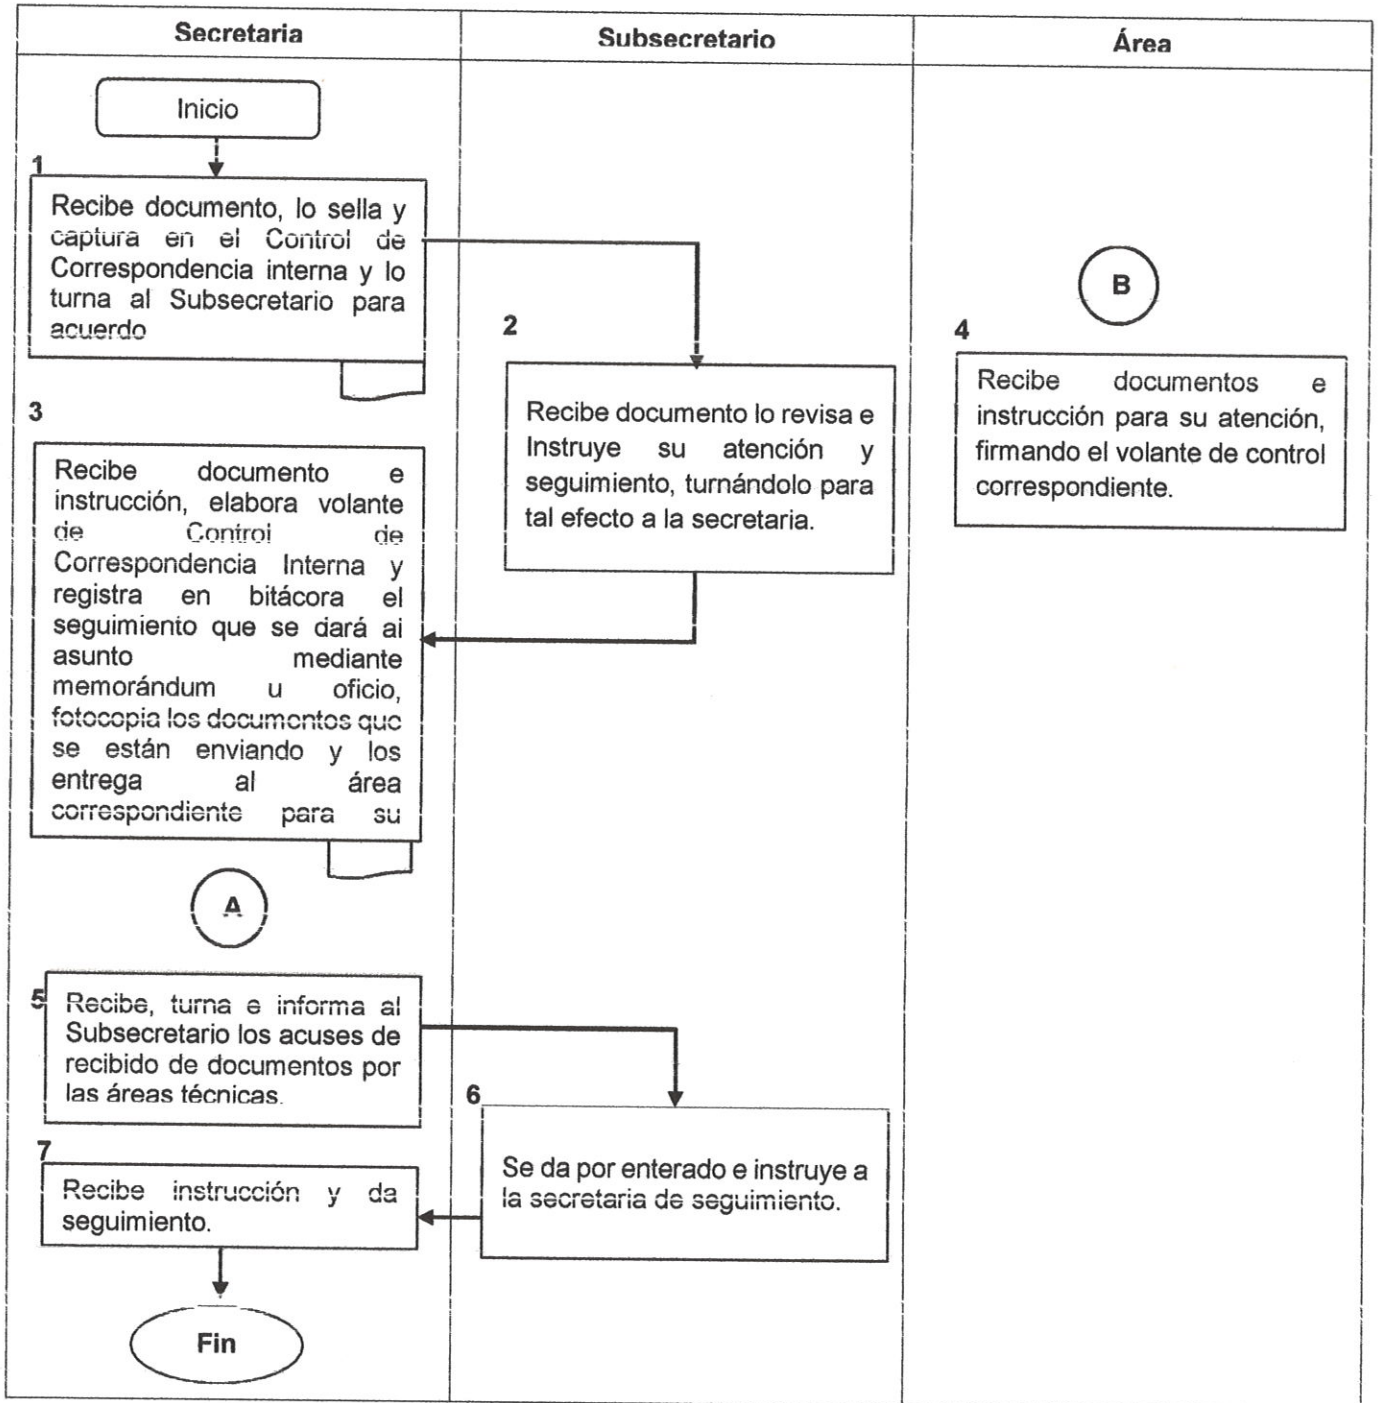 Secretaria
Subsecretario
Área
Inicio
1
Recibe documento, lo sella y
captura en el Control de
Correspondencia interna y lo
turna al Subsecretario para
acuerdo
2
Recibe documento lo revisa e
Instruye su atención y
seguimiento, turnándolo para
tal efecto a la secretaria.
3
Recibe documento e
instrucción, elabora volante
de Control de
Correspondencia Interna y
registra en bitácora el
seguimiento que se dará al
asunto mediante
memorándum u oficio,
fotocopia los documentos que
se están enviando y los
entrega al área
correspondiente para su
A
B
4
Recibe documentos e
instrucción para su atención,
firmando el volante de control
correspondiente.
5
Recibe, turna e informa al
Subsecretario los acuses de
recibido de documentos por
las áreas técnicas.
6
Se da por enterado e instruye a
la secretaria de seguimiento.
7
Recibe instrucción y da
seguimiento.
Fin